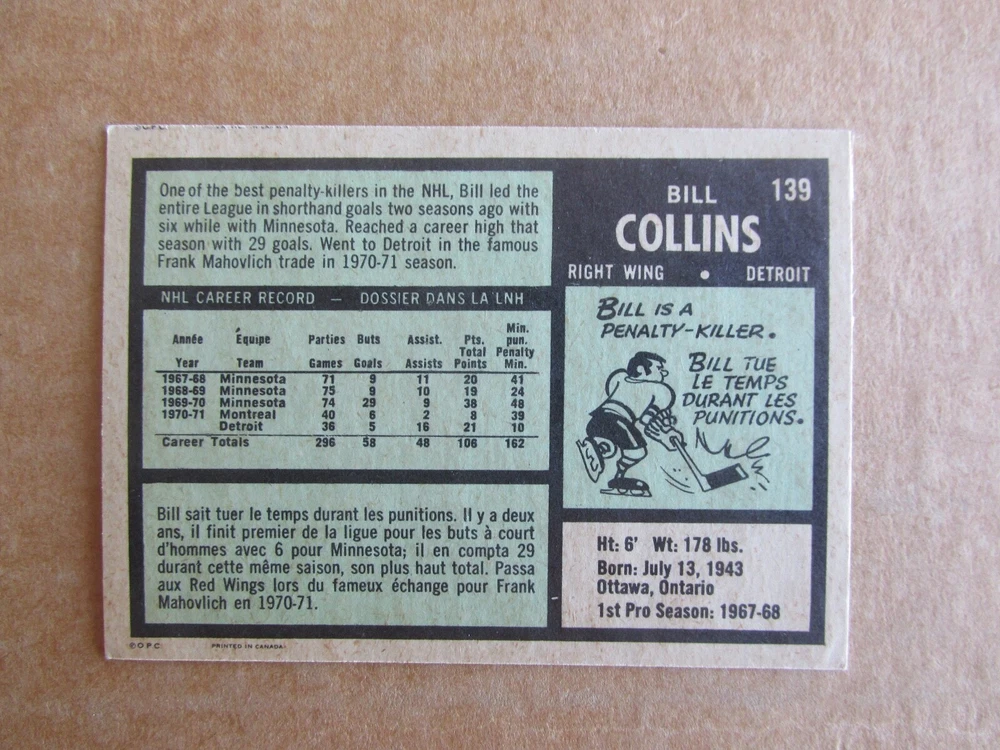 One of the best penalty-killers in the NHL, Bill led the
entire League in shorthand goals two seasons ago with
six while with Minnesota. Reached a career high that
season with 29 goals. Went to Detroit in the famous
Frank Mahovlich trade in 1970-71 season.
BILL 139
COLLINS
RIGHT WING • DETROIT
NHL CAREER RECORD — DOSSIER DANS LA LNH
Année Équipe Parties Buts Assist. Pts. Total Min. pun.
Year Team Games Goals Assists Points Penalty Min.
1967-68 Minnesota 71 9 11 20 41
1968-69 Minnesota 75 9 10 19 24
1969-70 Minnesota 74 29 9 38 48
1970-71 Montreal 40 6 2 8 39
Detroit 36 5 16 21 10
Career Totals 296 58 48 106 162
BILL IS A
PENALTY-KILLER.
BILL TUE
LE TEMPS
DURANT LES
PUNITIONS.
Bill sait tuer le temps durant les punitions. Il y a deux
ans, il finit premier de la ligue pour les buts à court
d'hommes avec 6 pour Minnesota; il en compta 29
durant cette même saison, son plus haut total. Passa
aux Red Wings lors du fameux échange pour Frank
Mahovlich en 1970-71.
Ht: 6' Wt: 178 lbs.
Born: July 13, 1943
Ottawa, Ontario
1st Pro Season: 1967-68
©O P C PRINTED IN CANADA